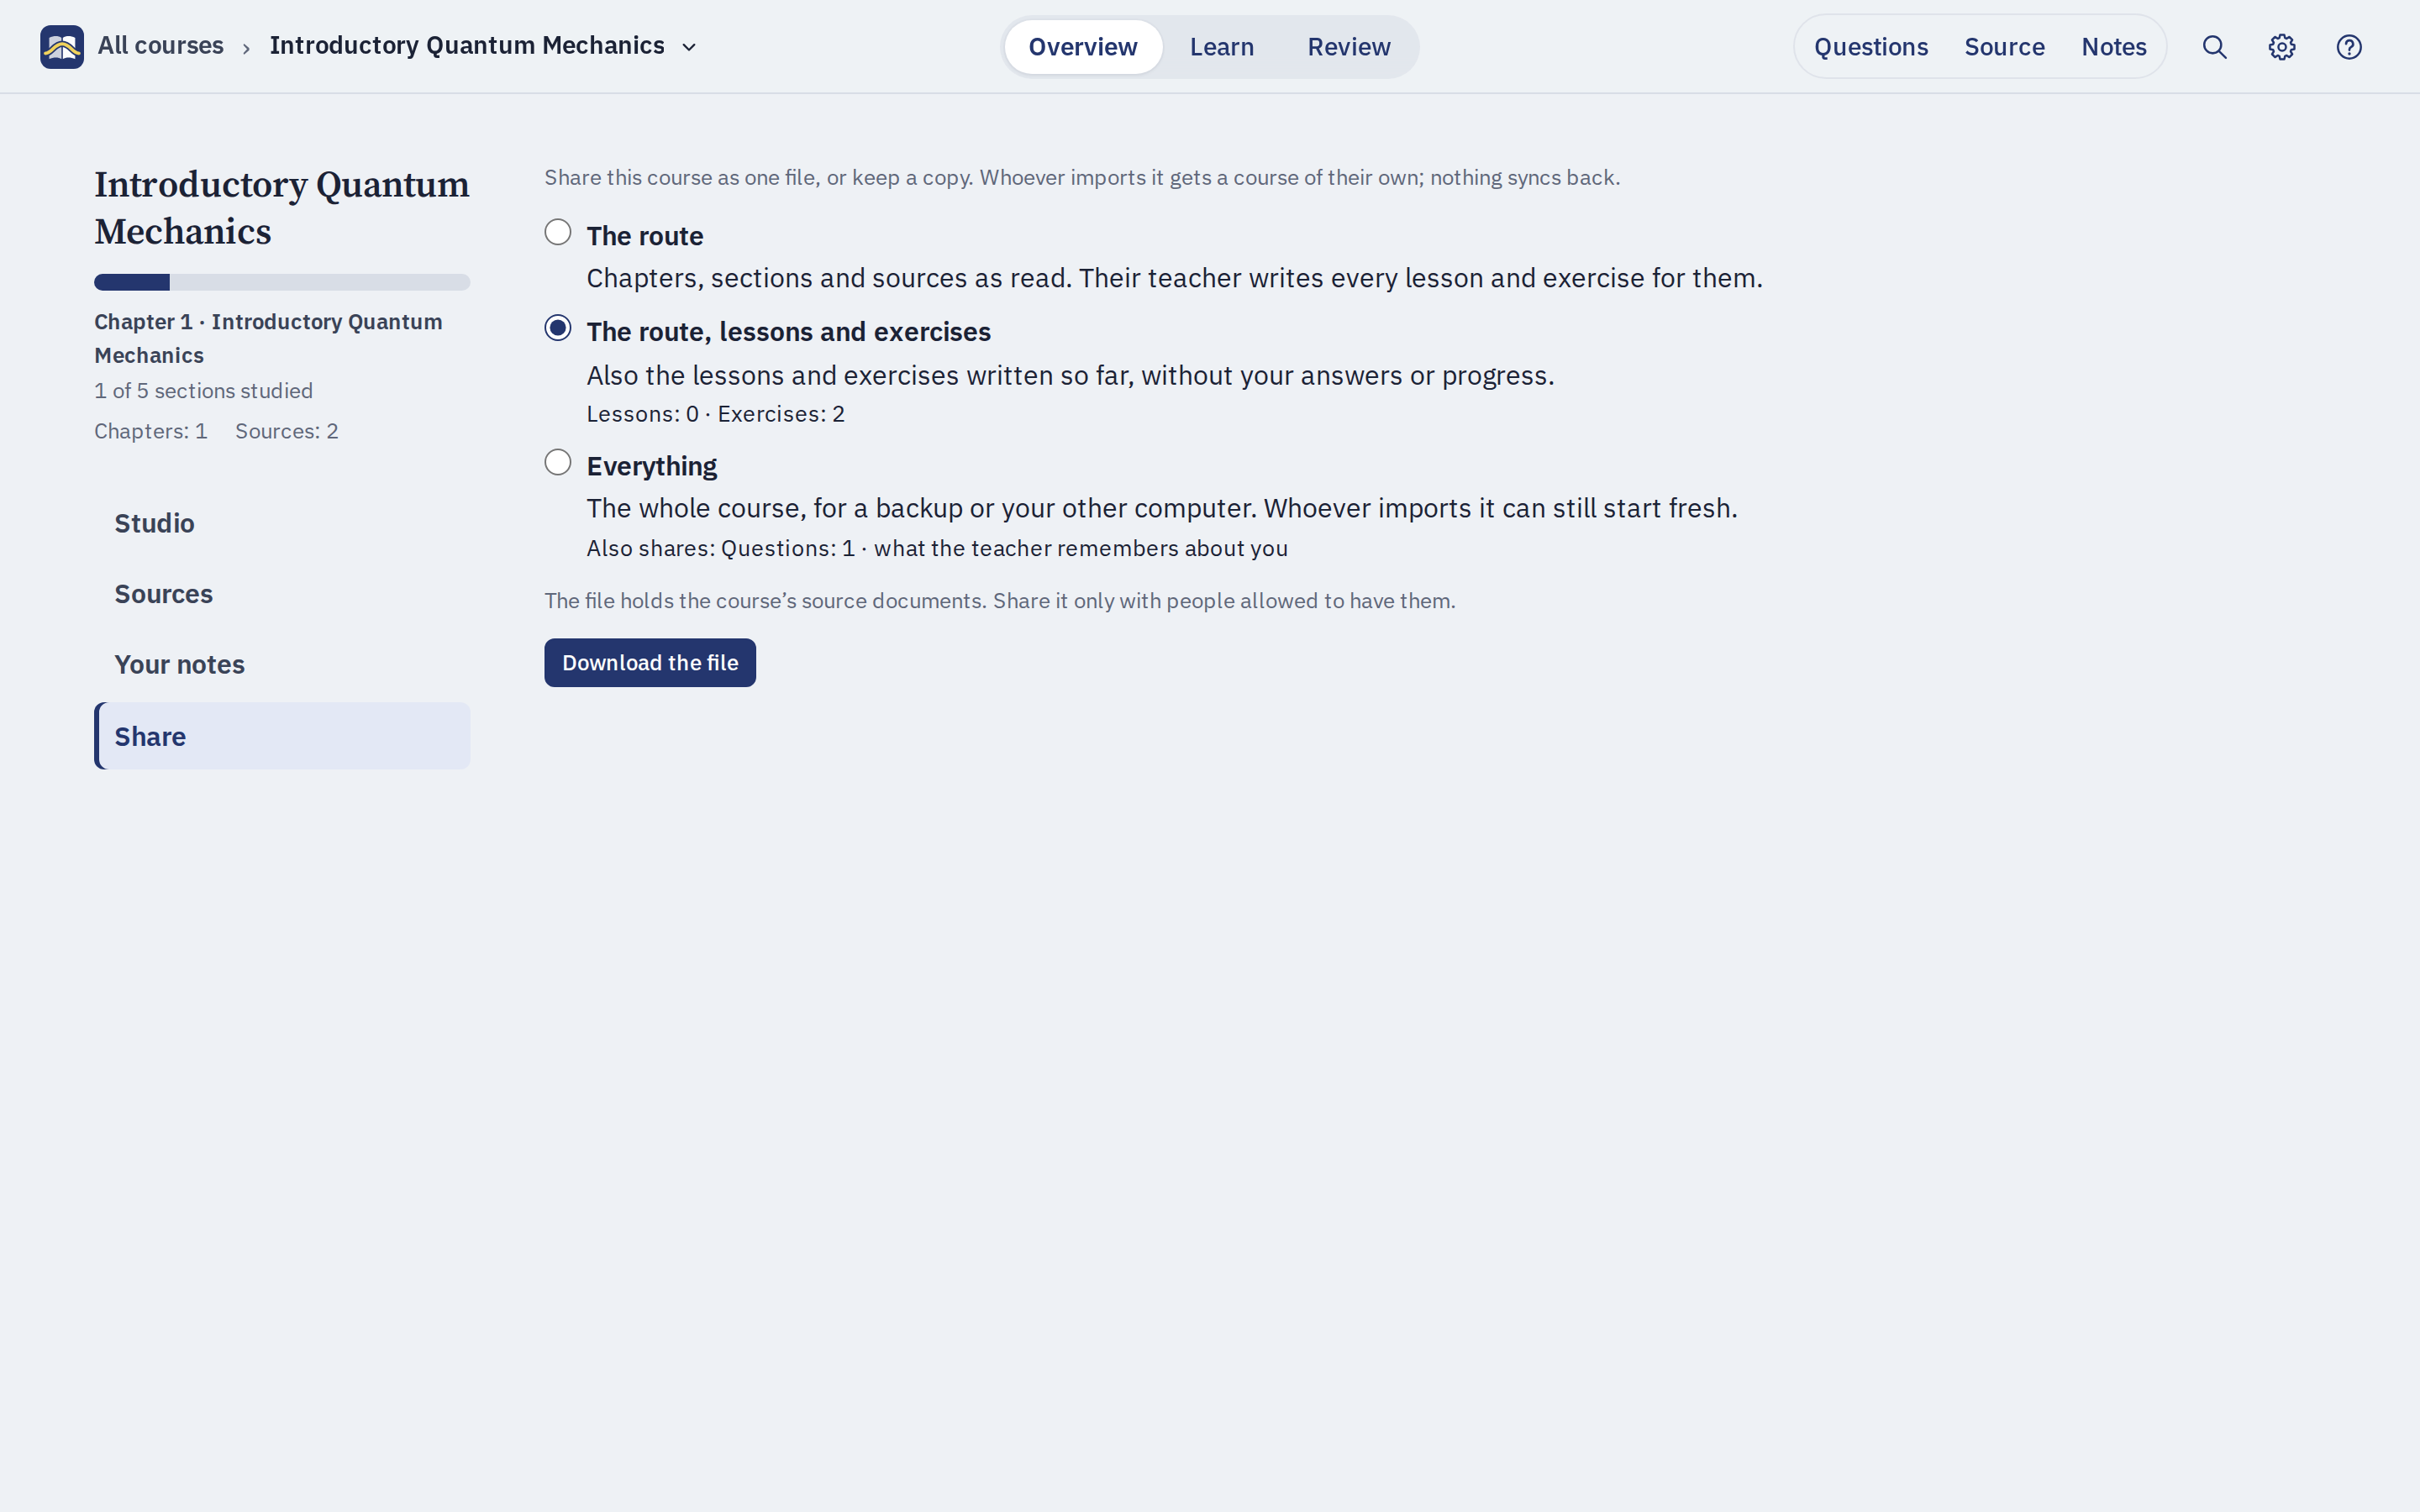 All courses › Introductory Quantum Mechanics
Overview Learn Review
Questions Source Notes
Introductory Quantum
Mechanics
Chapter 1 · Introductory Quantum
Mechanics
1 of 5 sections studied
Chapters: 1 Sources: 2
Studio
Sources
Your notes
Share
Share this course as one file, or keep a copy. Whoever imports it gets a course of their own; nothing syncs back.
The route
Chapters, sections and sources as read. Their teacher writes every lesson and exercise for them.
The route, lessons and exercises
Also the lessons and exercises written so far, without your answers or progress.
Lessons: 0 · Exercises: 2
Everything
The whole course, for a backup or your other computer. Whoever imports it can still start fresh.
Also shares: Questions: 1 · what the teacher remembers about you
The file holds the course’s source documents. Share it only with people allowed to have them.
Download the file